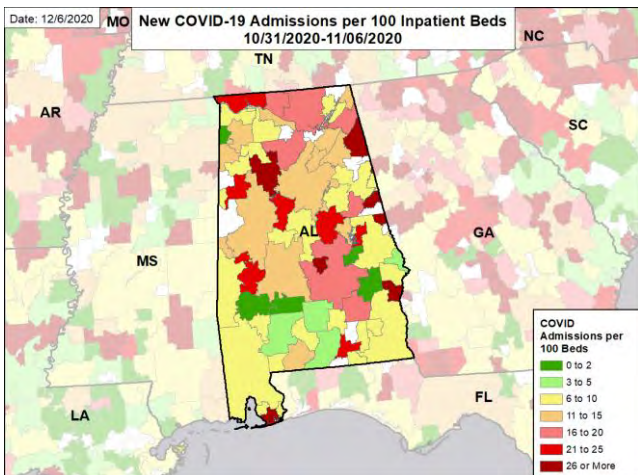 Date: 12/6/2020
New COVID-19 Admissions per 100 Inpatient Beds
10/31/2020-11/06/2020
MO
TN
NC
AR
SC
AL
MS
GA
LA
FL
COVID
Admissions per
100 Beds
0 to 2
3 to 5
6 to 10
11 to 15
16 to 20
21 to 25
26 or More